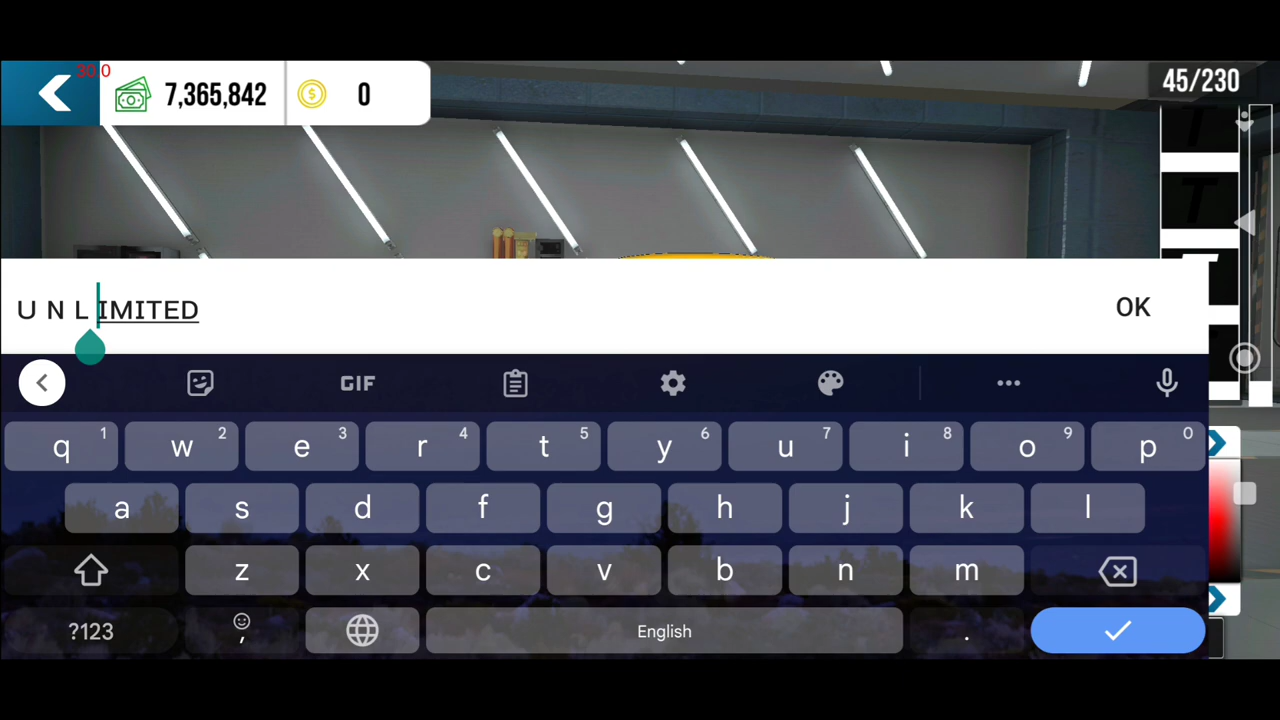 30.0
7,365,842
0
45/230
T
T
T
U N L IMITED
OK
GIF
q 1 w 2 e 3 r 4 t 5 y 6 u 7 i 8 o 9 p 0
a s d f g h j k l
z x c v b n m
?123 , English .